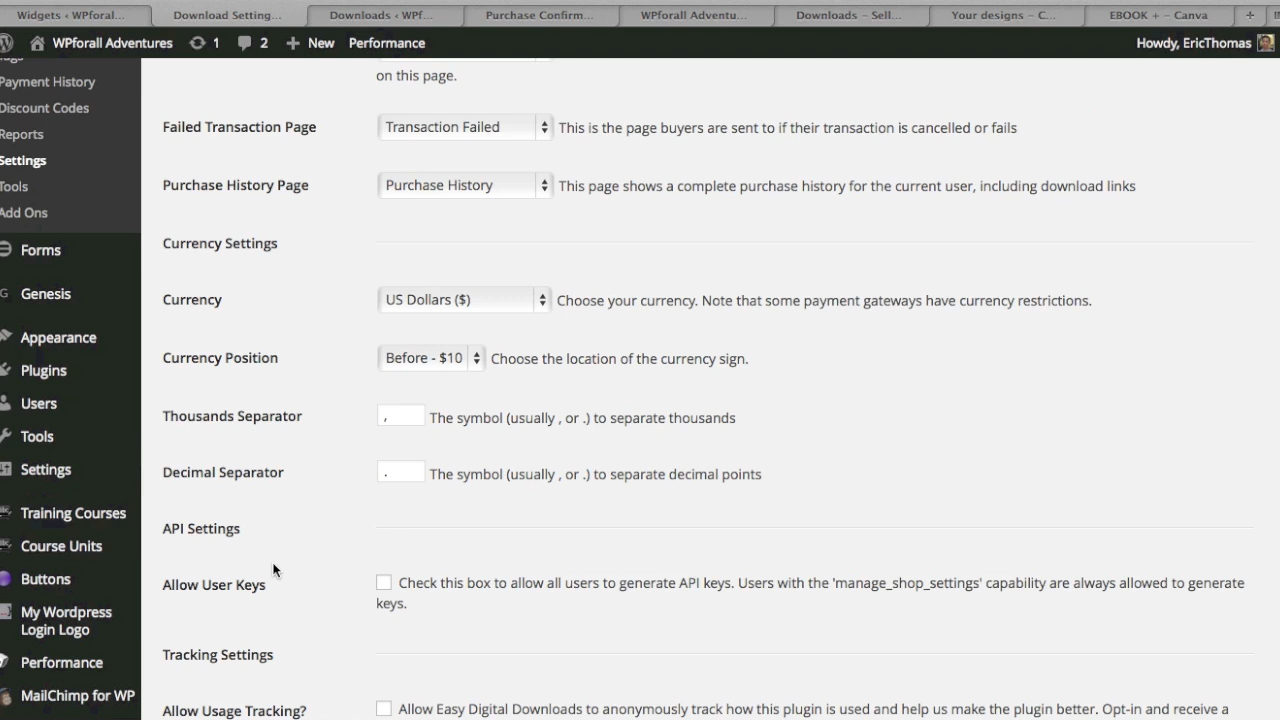 Widgets ‹ WPforal...
Download Setting...
Downloads ‹ WPf...
Purchase Confirm...
WPforall Adventu...
Downloads – Sell...
Your designs – C...
EBOOK + – Canva
WPforall Adventures
1
2
New
Performance
Howdy, EricThomas
Payment History
Discount Codes
Reports
Settings
Tools
Add Ons
Forms
Genesis
Appearance
Plugins
Users
Tools
Settings
Training Courses
Course Units
Buttons
My Wordpress
Login Logo
Performance
MailChimp for WP
on this page.
Failed Transaction Page
Transaction Failed
This is the page buyers are sent to if their transaction is cancelled or fails
Purchase History Page
Purchase History
This page shows a complete purchase history for the current user, including download links
Currency Settings
Currency
US Dollars ($)
Choose your currency. Note that some payment gateways have currency restrictions.
Currency Position
Before - $10
Choose the location of the currency sign.
Thousands Separator
,
The symbol (usually , or .) to separate thousands
Decimal Separator
.
The symbol (usually , or .) to separate decimal points
API Settings
Allow User Keys
Check this box to allow all users to generate API keys. Users with the 'manage_shop_settings' capability are always allowed to generate
keys.
Tracking Settings
Allow Usage Tracking?
Allow Easy Digital Downloads to anonymously track how this plugin is used and help us make the plugin better. Opt-in and receive a